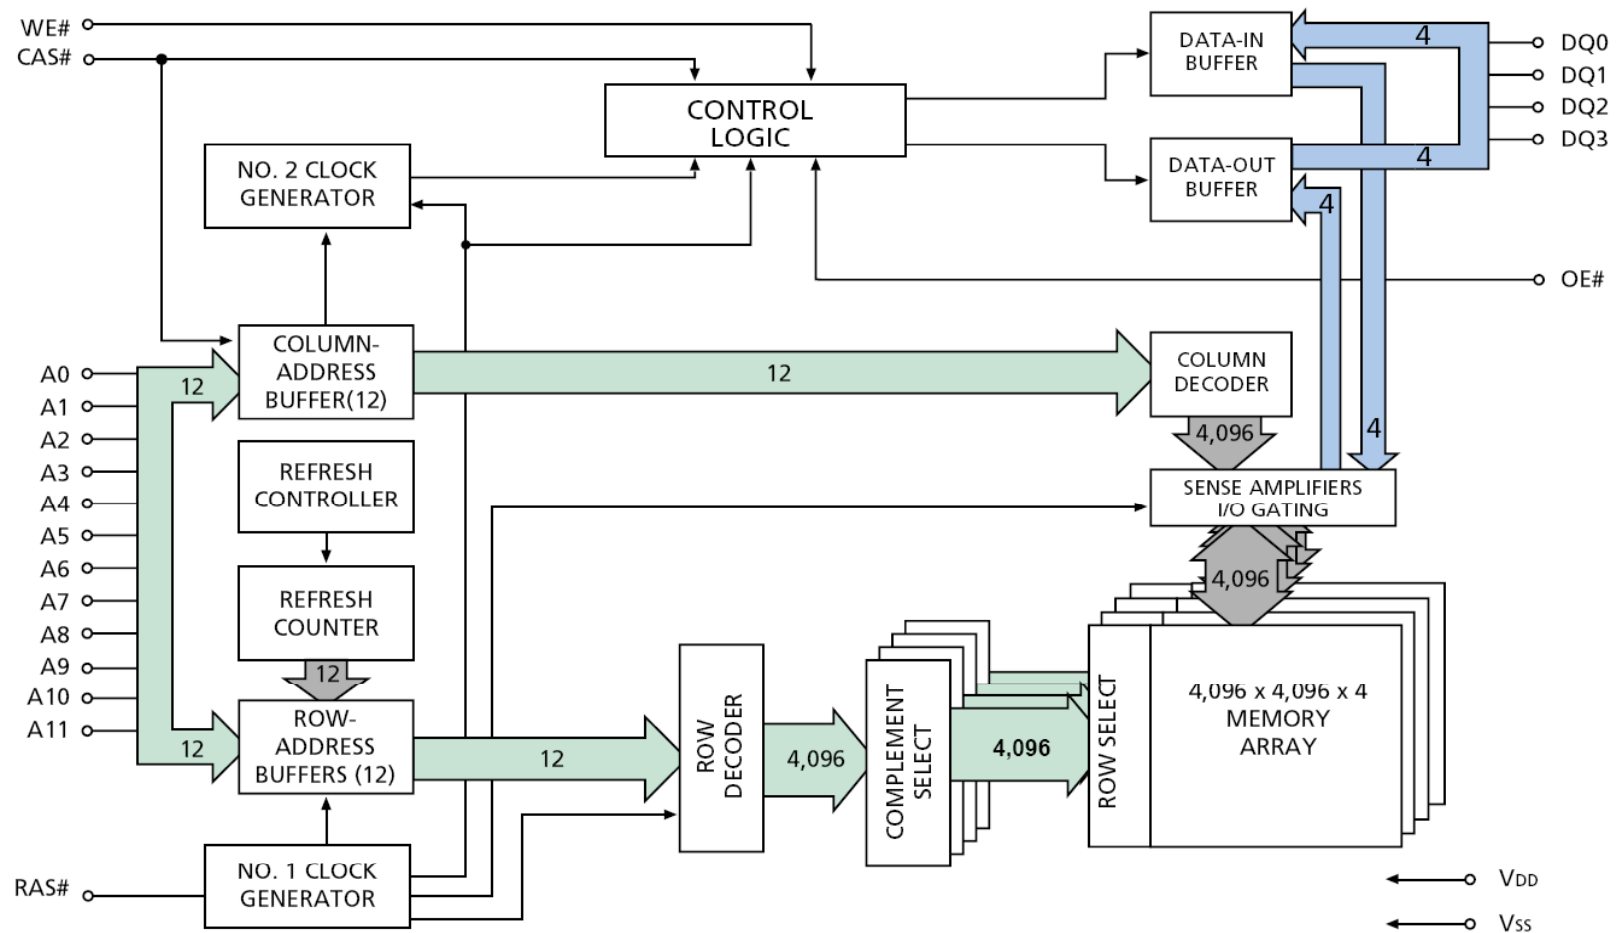 WE#
CAS#
CONTROL
LOGIC
DATA-IN
BUFFER
4
DQ0
DQ1
DQ2
DQ3
NO. 2 CLOCK
GENERATOR
DATA-OUT
BUFFER
4
4
OE#
COLUMN-
ADDRESS
BUFFER(12)
12
12
COLUMN
DECODER
4,096
4
A0
A1
A2
A3
A4
A5
A6
A7
A8
A9
A10
A11
REFRESH
CONTROLLER
SENSE AMPLIFIERS
I/O GATING
4,096
REFRESH
COUNTER
12
ROW-
ADDRESS
BUFFERS (12)
12
12
ROW
DECODER
4,096
COMPLEMENT
SELECT
4,096
ROW SELECT
4,096 x 4,096 x 4
MEMORY
ARRAY
NO. 1 CLOCK
GENERATOR
RAS#
VDD
VSS